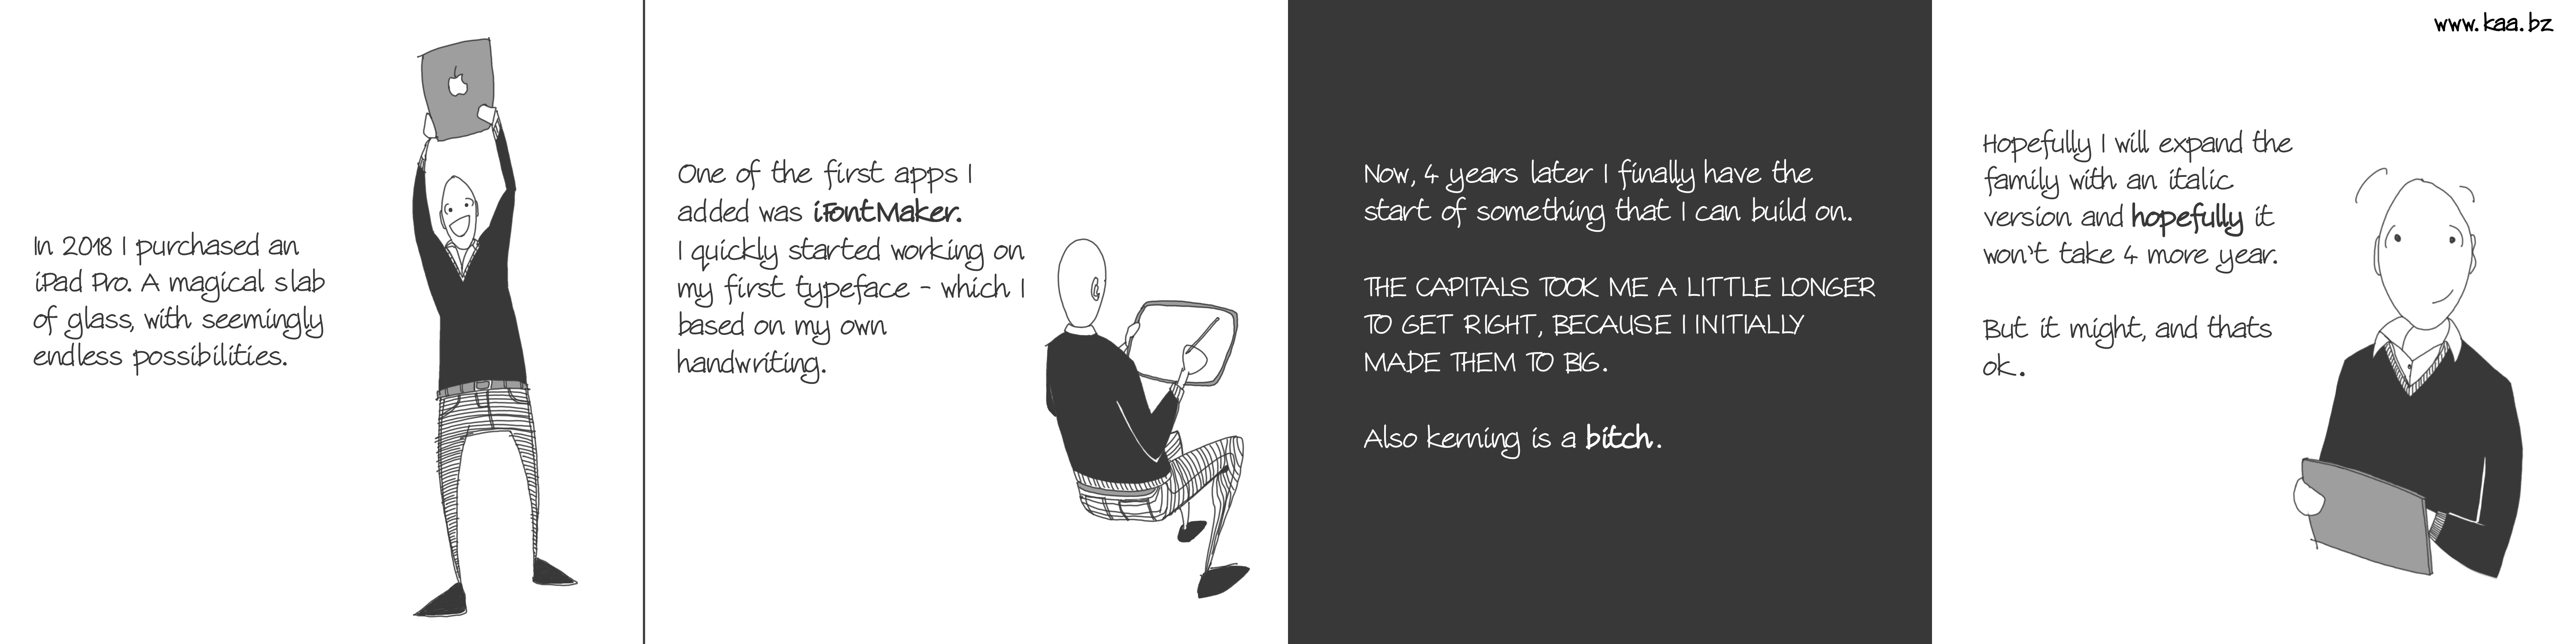 In 2018 I purchased an
iPad Pro. A magical slab
of glass, with seemingly
endless possibilities.
One of the first apps I
added was iFontMaker.
I quickly started working on
my first typeface - which I
based on my own
handwriting.
Now, 4 years later I finally have the
start of something that I can build on.
THE CAPITALS TOOK ME A LITTLE LONGER
TO GET RIGHT, BECAUSE I INITIALLY
MADE THEM TO BIG.
Also kerning is a bitch.
www.kaa.bz
Hopefully I will expand the
family with an italic
version and hopefully it
won't take 4 more year.
But it might, and thats
ok.